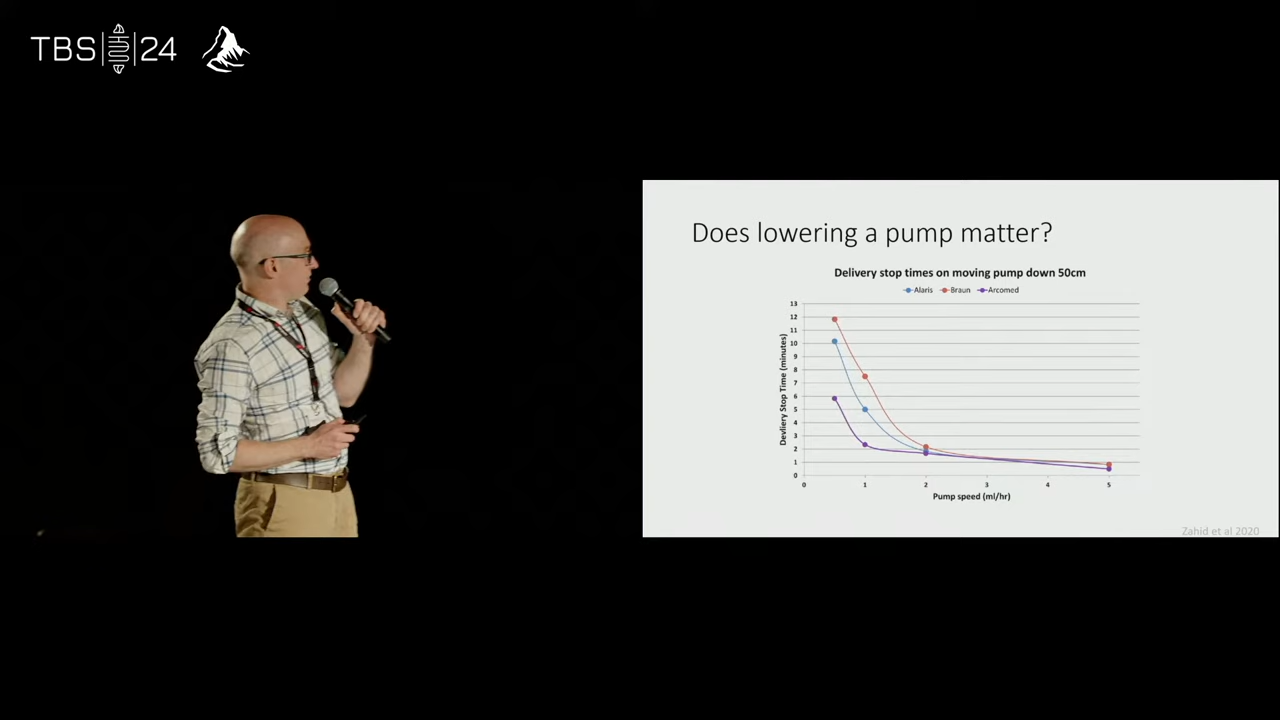 TBS 24
Does lowering a pump matter?
Delivery stop times on moving pump down 50cm
Alaris Braun Arcomed
13
12
11
10
9
8
7
6
5
4
3
2
1
0
Devliery Stop Time (minutes)
0 1 2 3 4 5
Pump speed (ml/hr)
Zahid et al 2020